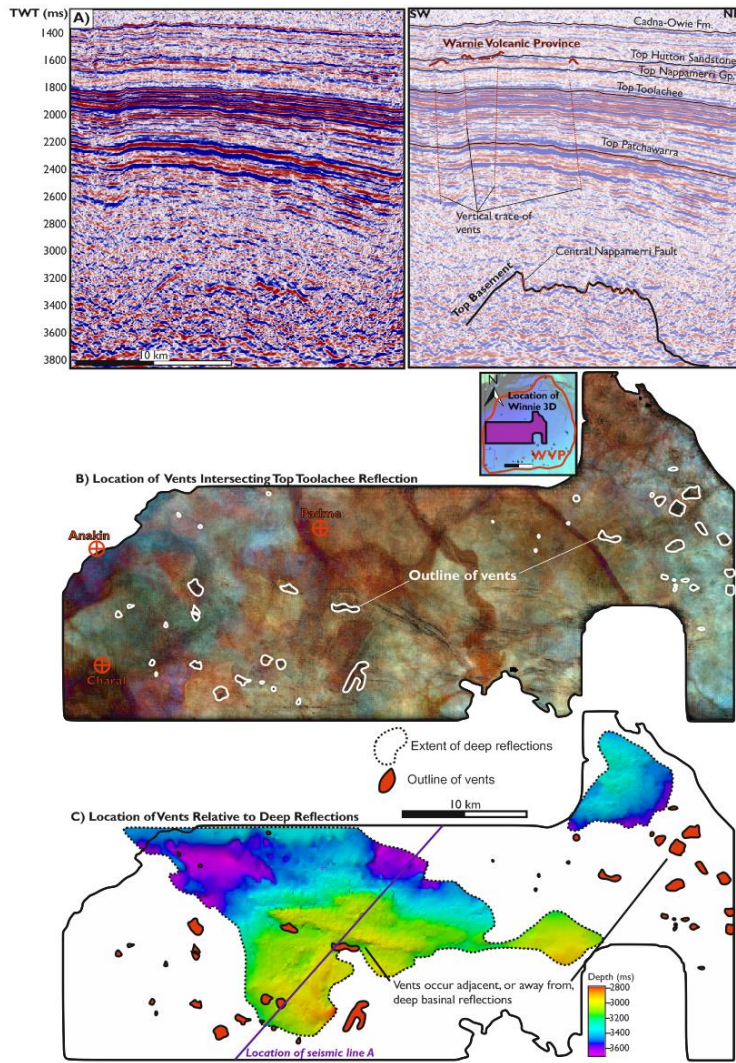 TWT (ms)
A)
1400
1600
1800
2000
2200
2400
2600
2800
3000
3200
3400
3600
3800
10 km
SW
Cadna-Owie Fm.
Warnie Volcanic Province
Top Hutton Sandstone
Top Nappamerri Gp.
Top Toolachee
Top Patchawarra
Vertical trace of
vents
Central Nappamerri Fault
Top Basement
N
Location of
Winnie 3D
WVP
B) Location of Vents Intersecting Top Toolachee Reflection
Padme
Anakin
Outline of vents
Charal
Extent of deep reflections
Outline of vents
10 km
C) Location of Vents Relative to Deep Reflections
Vents occur adjacent, or away from,
deep basinal reflections
Depth (ms)
2800
3000
3200
3400
3600
Location of seismic line A